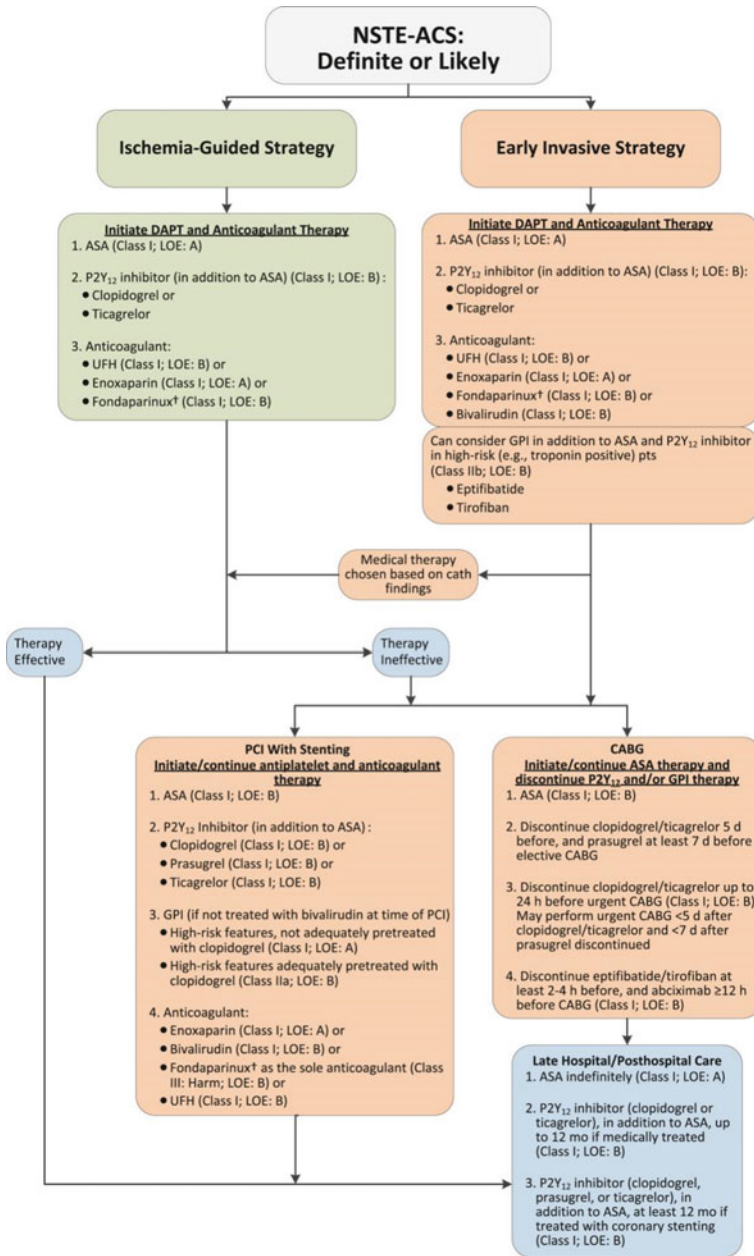 NSTE-ACS:
Definite or Likely
Ischemia-Guided Strategy
Early Invasive Strategy
Initiate DAPT and Anticoagulant Therapy
1. ASA (Class I; LOE: A)
2. P2Y₁₂ inhibitor (in addition to ASA) (Class I; LOE: B) :
● Clopidogrel or
● Ticagrelor
3. Anticoagulant:
● UFH (Class I; LOE: B) or
● Enoxaparin (Class I; LOE: A) or
● Fondaparinux† (Class I; LOE: B)
Initiate DAPT and Anticoagulant Therapy
1. ASA (Class I; LOE: A)
2. P2Y₁₂ inhibitor (in addition to ASA) (Class I; LOE: B):
● Clopidogrel or
● Ticagrelor
3. Anticoagulant:
● UFH (Class I; LOE: B) or
● Enoxaparin (Class I; LOE: A) or
● Fondaparinux† (Class I; LOE: B) or
● Bivalirudin (Class I; LOE: B)
Can consider GPI in addition to ASA and P2Y₁₂ inhibitor
in high-risk (e.g., troponin positive) pts
(Class IIb; LOE: B)
● Eptifibatide
● Tirofiban
Medical therapy
chosen based on cath
findings
Therapy
Effective
Therapy
Ineffective
PCI With Stenting
Initiate/continue antiplatelet and anticoagulant
therapy
1. ASA (Class I; LOE: B)
2. P2Y₁₂ Inhibitor (in addition to ASA) :
● Clopidogrel (Class I; LOE: B) or
● Prasugrel (Class I; LOE: B) or
● Ticagrelor (Class I; LOE: B)
3. GPI (if not treated with bivalirudin at time of PCI)
● High-risk features, not adequately pretreated
with clopidogrel (Class I; LOE: A)
● High-risk features adequately pretreated with
clopidogrel (Class IIa; LOE: B)
4. Anticoagulant:
● Enoxaparin (Class I; LOE: A) or
● Bivalirudin (Class I; LOE: B) or
● Fondaparinux† as the sole anticoagulant (Class
III: Harm; LOE: B) or
● UFH (Class I; LOE: B)
CABG
Initiate/continue ASA therapy and
discontinue P2Y₁₂ and/or GPI therapy
1. ASA (Class I; LOE: B)
2. Discontinue clopidogrel/ticagrelor 5 d
before, and prasugrel at least 7 d before
elective CABG
3. Discontinue clopidogrel/ticagrelor up to
24 h before urgent CABG (Class I; LOE: B).
May perform urgent CABG <5 d after
clopidogrel/ticagrelor and <7 d after
prasugrel discontinued
4. Discontinue eptifibatide/tirofiban at
least 2-4 h before, and abciximab ≥12 h
before CABG (Class I; LOE: B)
Late Hospital/Posthospital Care
1. ASA indefinitely (Class I; LOE: A)
2. P2Y₁₂ inhibitor (clopidogrel or
ticagrelor), in addition to ASA, up
to 12 mo if medically treated
(Class I; LOE: B)
3. P2Y₁₂ inhibitor (clopidogrel,
prasugrel, or ticagrelor), in
addition to ASA, at least 12 mo if
treated with coronary stenting
(Class I; LOE: B)